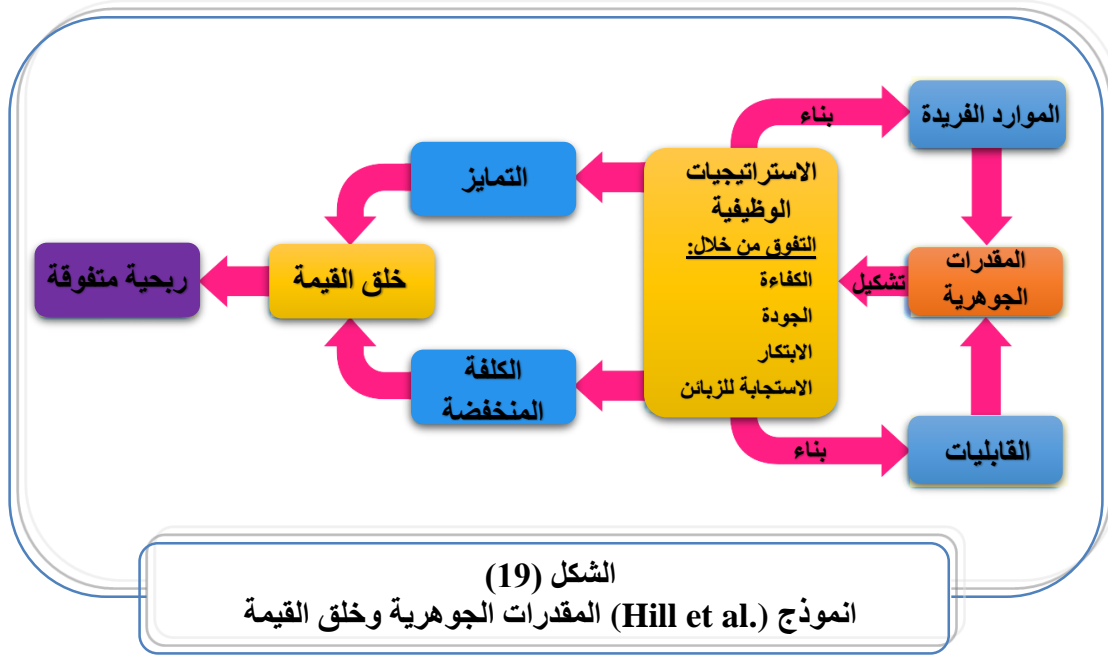 الموارد الفريدة
بناء
الاستراتيجيات
الوظيفية
التفوق من خلال:
الكفاءة
الجودة
الابتكار
الاستجابة للزبائن
التمايز
المقدرات
الجوهرية
تشكيل
خلق القيمة
ربحية متفوقة
الكلفة
المنخفضة
القابليات
بناء
الشكل (19)
انموذج (Hill et al.) المقدرات الجوهرية وخلق القيمة